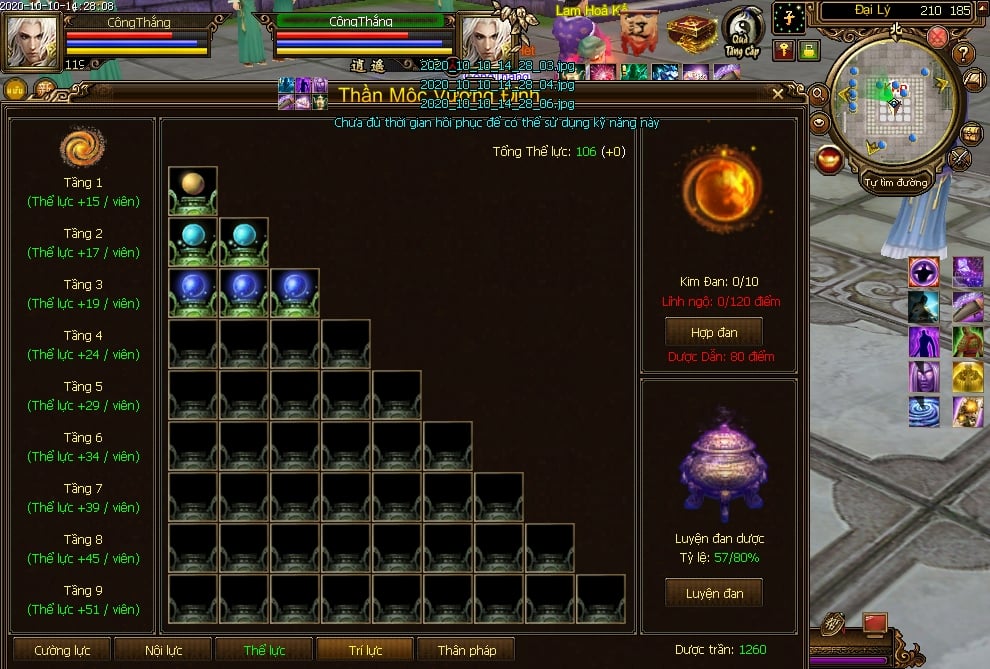 2020-10-10-14:28:08
CôngThắng
119
CôngThắng
逍遥
Lam Hoả Kế
Quà Tăng Cấp
Đại Lý 210 185
2020_10_10_14_28_03.jpg
2020_10_10_14_28_04.jpg
2020_10_10_14_28_06.jpg
Thần Mộc Vương Đỉnh
Chưa đủ thời gian hồi phục để có thể sử dụng kỹ năng này
Tự tìm đường
Tổng Thể lực: 106 (+0)
Tầng 1
(Thể lực +15 / viên)
Tầng 2
(Thể lực +17 / viên)
Tầng 3
(Thể lực +19 / viên)
Tầng 4
(Thể lực +24 / viên)
Tầng 5
(Thể lực +29 / viên)
Tầng 6
(Thể lực +34 / viên)
Tầng 7
(Thể lực +39 / viên)
Tầng 8
(Thể lực +45 / viên)
Tầng 9
(Thể lực +51 / viên)
Kim Đan: 0/10
Lĩnh ngộ: 0/120 điểm
Hợp đan
Dược Dẫn: 80 điểm
Luyện đan dược
Tỷ lệ: 57/80%
Luyện đan
Cường lực
Nội lực
Thể lực
Trí lực
Thân pháp
Dược trần: 1260